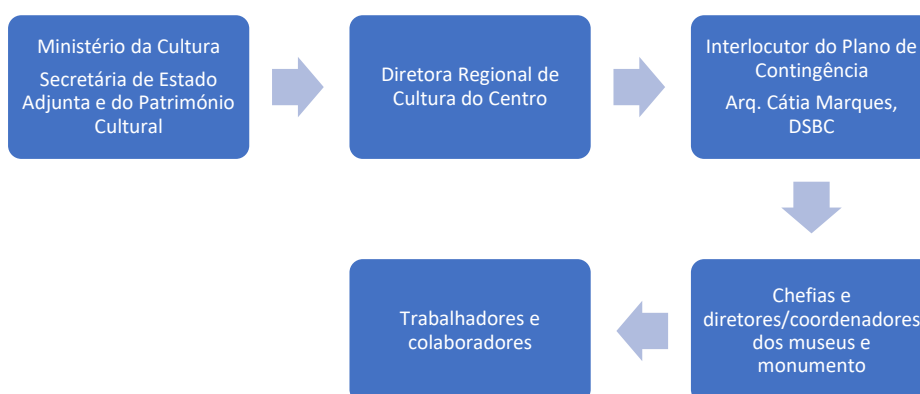 Ministério da Cultura
Secretária de Estado
Adjunta e do Património
Cultural
Diretora Regional de
Cultura do Centro
Interlocutor do Plano de
Contingência
Arq. Cátia Marques,
DSBC
Chefias e
diretores/coordenadores
dos museus e
monumento
Trabalhadores e
colaboradores